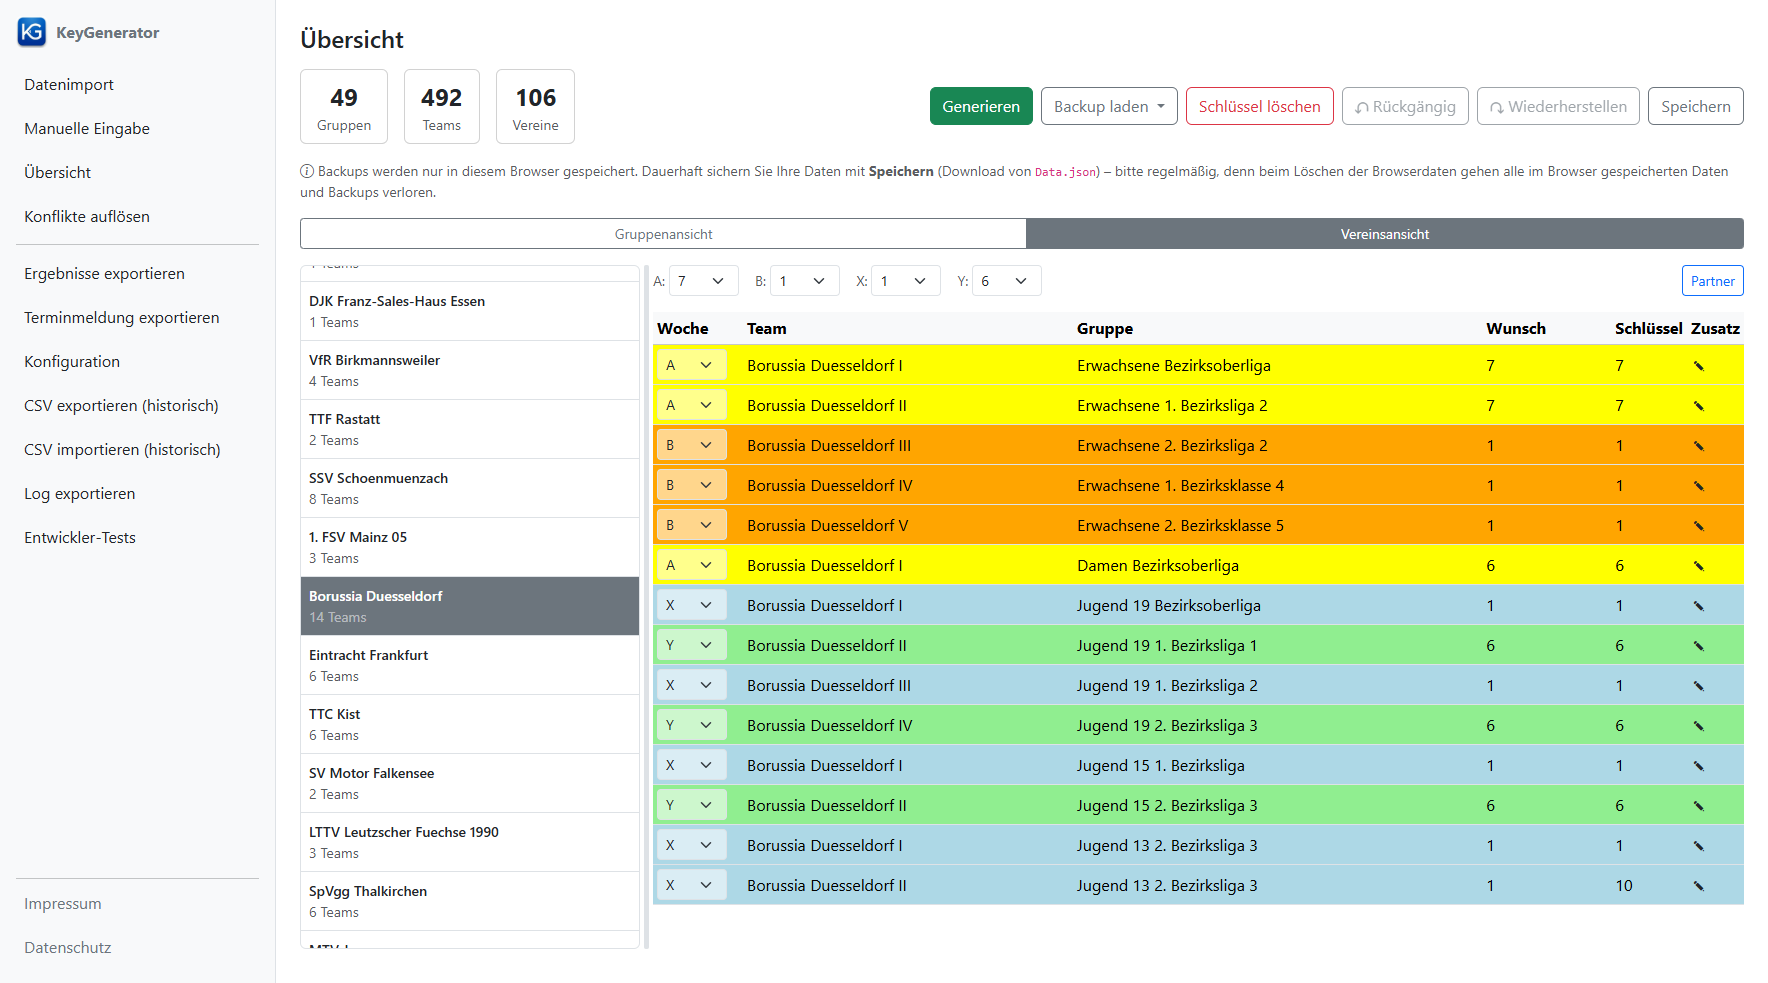 KG KeyGenerator
Datenimport
Manuelle Eingabe
Übersicht
Konflikte auflösen
Ergebnisse exportieren
Terminmeldung exportieren
Konfiguration
CSV exportieren (historisch)
CSV importieren (historisch)
Log exportieren
Entwickler-Tests
Impressum
Datenschutz
Übersicht
49 Gruppen
492 Teams
106 Vereine
Generieren Backup laden Schlüssel löschen Rückgängig Wiederherstellen Speichern
Backups werden nur in diesem Browser gespeichert. Dauerhaft sichern Sie Ihre Daten mit Speichern (Download von Data.json) – bitte regelmäßig, denn beim Löschen der Browserdaten gehen alle im Browser gespeicherten Daten
und Backups verloren.
Gruppenansicht Vereinsansicht
DJK Franz-Sales-Haus Essen
1 Teams
VfR Birkmannsweiler
4 Teams
TTF Rastatt
2 Teams
SSV Schoenmuenzach
8 Teams
1. FSV Mainz 05
3 Teams
Borussia Duesseldorf
14 Teams
Eintracht Frankfurt
6 Teams
TTC Kist
6 Teams
SV Motor Falkensee
2 Teams
LTTV Leutzscher Fuechse 1990
3 Teams
SpVgg Thalkirchen
6 Teams
A: 7 B: 1 X: 1 Y: 6 Partner
Woche Team Gruppe Wunsch Schlüssel Zusatz
A Borussia Duesseldorf I Erwachsene Bezirksoberliga 7 7
A Borussia Duesseldorf II Erwachsene 1. Bezirksliga 2 7 7
B Borussia Duesseldorf III Erwachsene 2. Bezirksliga 2 1 1
B Borussia Duesseldorf IV Erwachsene 1. Bezirksklasse 4 1 1
B Borussia Duesseldorf V Erwachsene 2. Bezirksklasse 5 1 1
A Borussia Duesseldorf I Damen Bezirksoberliga 6 6
X Borussia Duesseldorf I Jugend 19 Bezirksoberliga 1 1
Y Borussia Duesseldorf II Jugend 19 1. Bezirksliga 1 6 6
X Borussia Duesseldorf III Jugend 19 1. Bezirksliga 2 1 1
Y Borussia Duesseldorf IV Jugend 19 2. Bezirksliga 3 6 6
X Borussia Duesseldorf I Jugend 15 1. Bezirksliga 1 1
Y Borussia Duesseldorf II Jugend 15 2. Bezirksliga 3 6 6
X Borussia Duesseldorf I Jugend 13 2. Bezirksliga 3 1 1
X Borussia Duesseldorf II Jugend 13 2. Bezirksliga 3 1 10